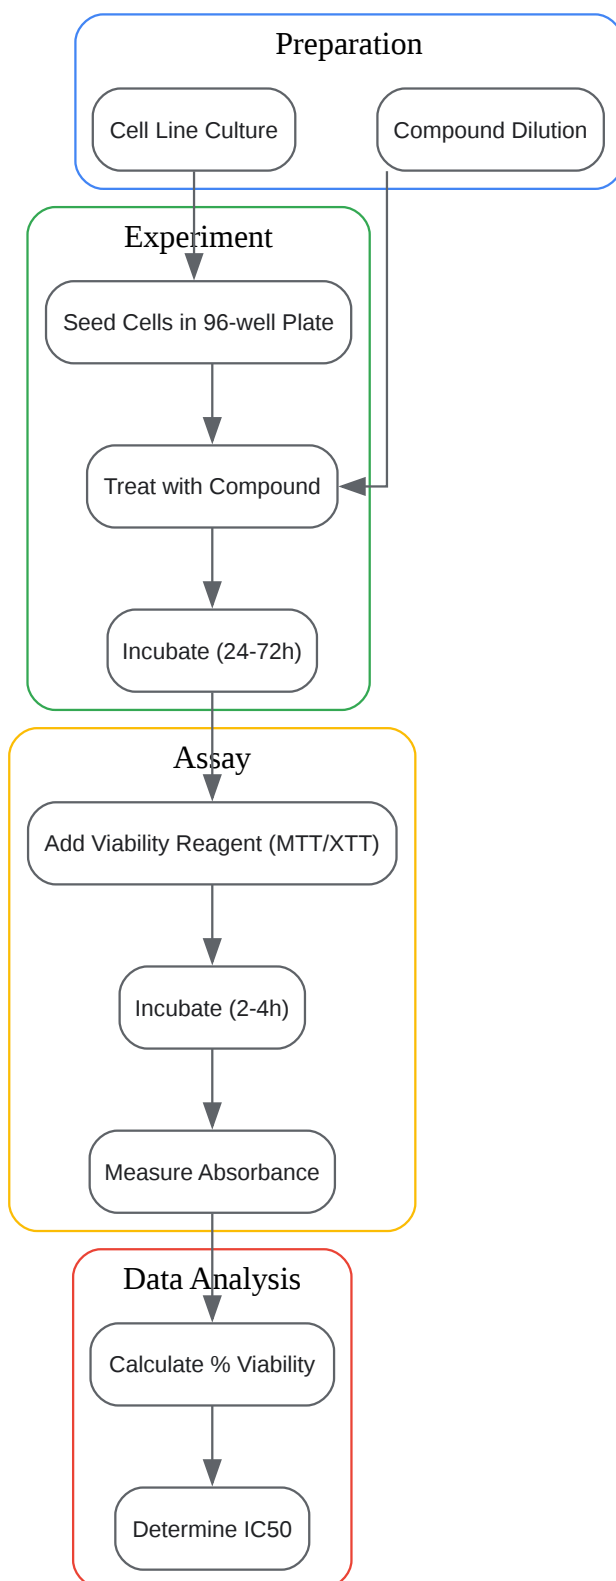 Preparation
Cell Line Culture
Compound Dilution
Experiment
Seed Cells in 96-well Plate
Treat with Compound
Incubate (24-72h)
Assay
Add Viability Reagent (MTT/XTT)
Incubate (2-4h)
Measure Absorbance
Data Analysis
Calculate % Viability
Determine IC50